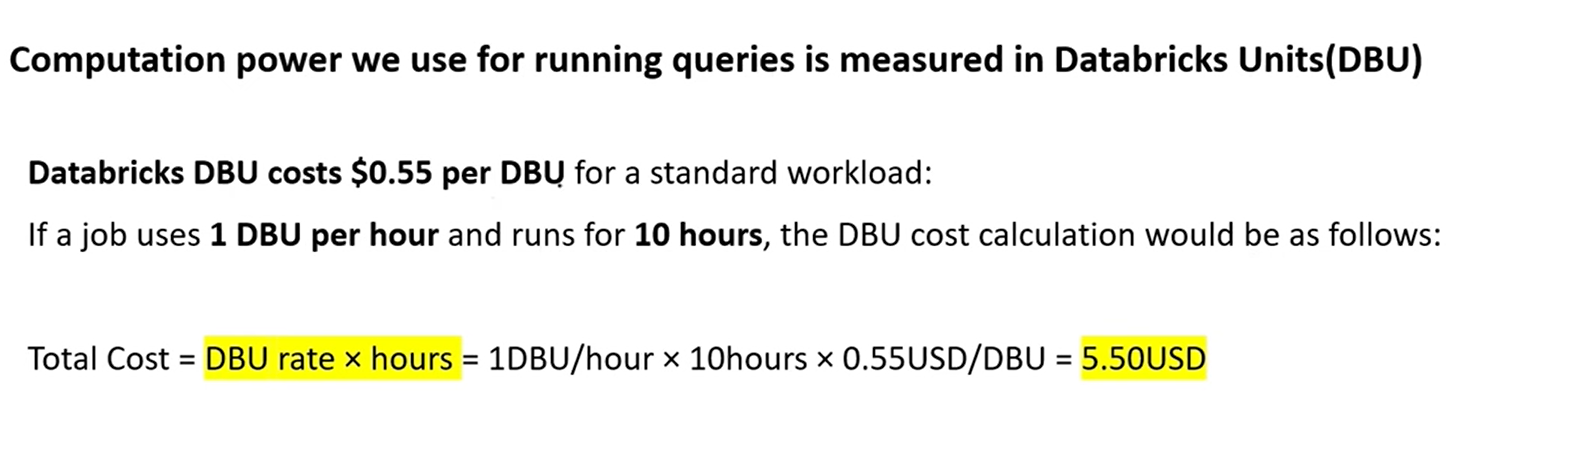 Computation power we use for running queries is measured in Databricks Units(DBU)
Databricks DBU costs $0.55 per DBU for a standard workload:
If a job uses 1 DBU per hour and runs for 10 hours, the DBU cost calculation would be as follows:
Total Cost = DBU rate × hours = 1DBU/hour × 10hours × 0.55USD/DBU = 5.50USD